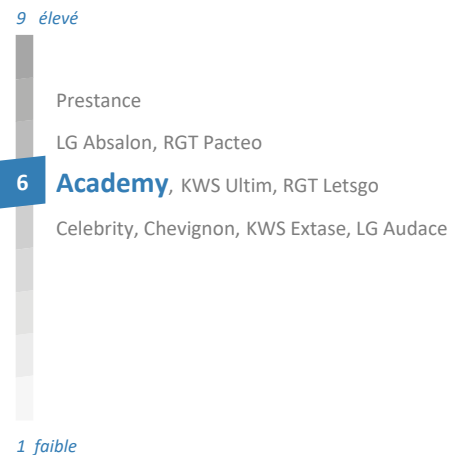 9 élevé
Prestance
LG Absalon, RGT Pacteo
6 Academy, KWS Ultim, RGT Letsgo
Celebrity, Chevignon, KWS Extase, LG Audace
1 faible